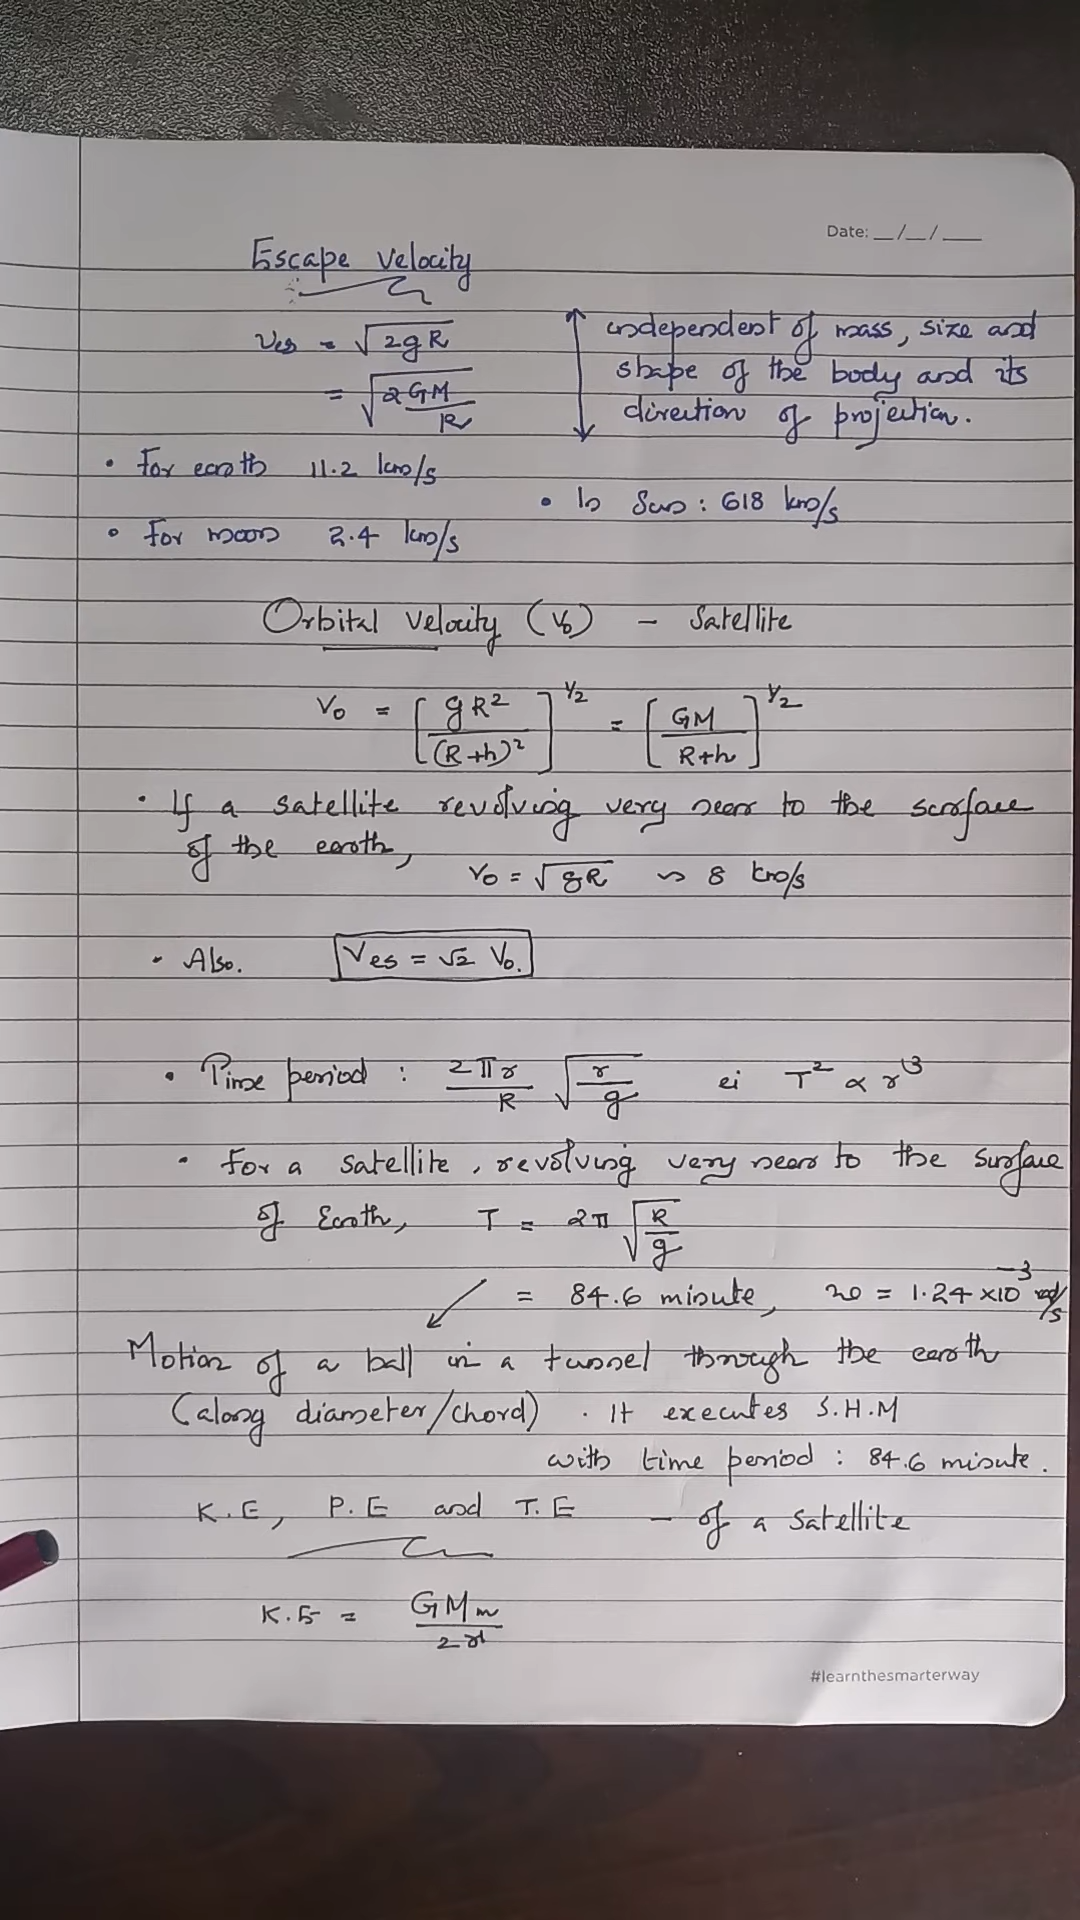 Date: __/__/___
Escape velocity
Ves = √2gR
= √2GM/R
independent of mass, size and
shape of the body and its
direction of projection.
• For earth 11.2 km/s
• In Sun : 618 km/s
• For moon 2.4 km/s
Orbital velocity (v₀) – Satellite
V₀ = [gR²/(R+h)²]^1/2 = [GM/R+h]^1/2
• If a satellite revolving very near to the surface
of the earth,
V₀ = √gR ~ 8 km/s
• Also. Ves = √2 V₀.
• Time period : 2πr/R √r/g ie T² ∝ r³
• For a satellite, revolving very near to the surface
of Earth, T = 2π √R/g
= 84.6 minute, ω = 1.24 × 10⁻³ rad/s
Motion of a ball in a tunnel through the earth
(along diameter/chord) . It executes S.H.M
with time period : 84.6 minute.
K.E, P.E and T.E – of a satellite
K.E = GMm/2r
#learnthesmarterway